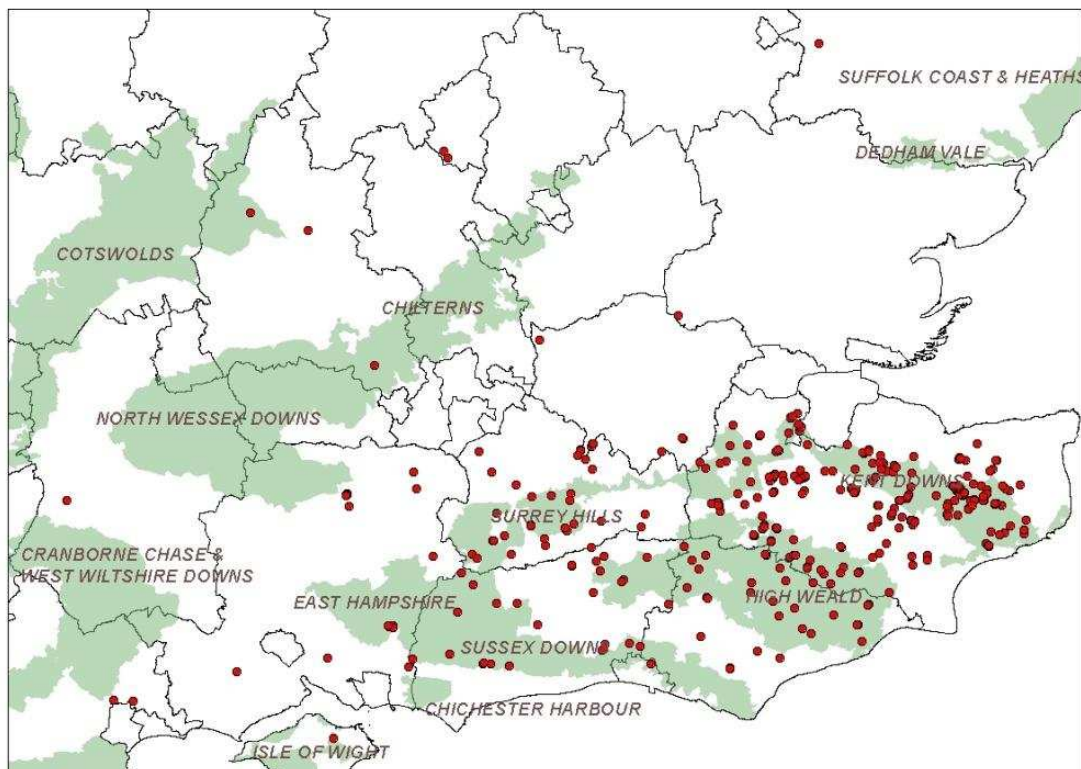 SUFFOLK COAST & HEATHS
DEDHAM VALE
COTSWOLDS
CHILTERNS
NORTH WESSEX DOWNS
KENT DOWNS
SURREY HILLS
CRANBORNE CHASE &
WEST WILTSHIRE DOWNS
EAST HAMPSHIRE
HIGH WEALD
SUSSEX DOWNS
CHICHESTER HARBOUR
ISLE OF WIGHT